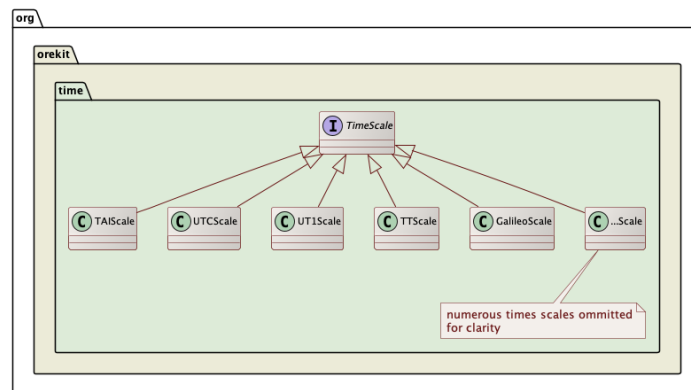 org
orekit
time
I TimeScale
C TAIScale
C UTCScale
C UT1Scale
C TTScale
C GalileoScale
C ...Scale
numerous times scales ommitted
for clarity